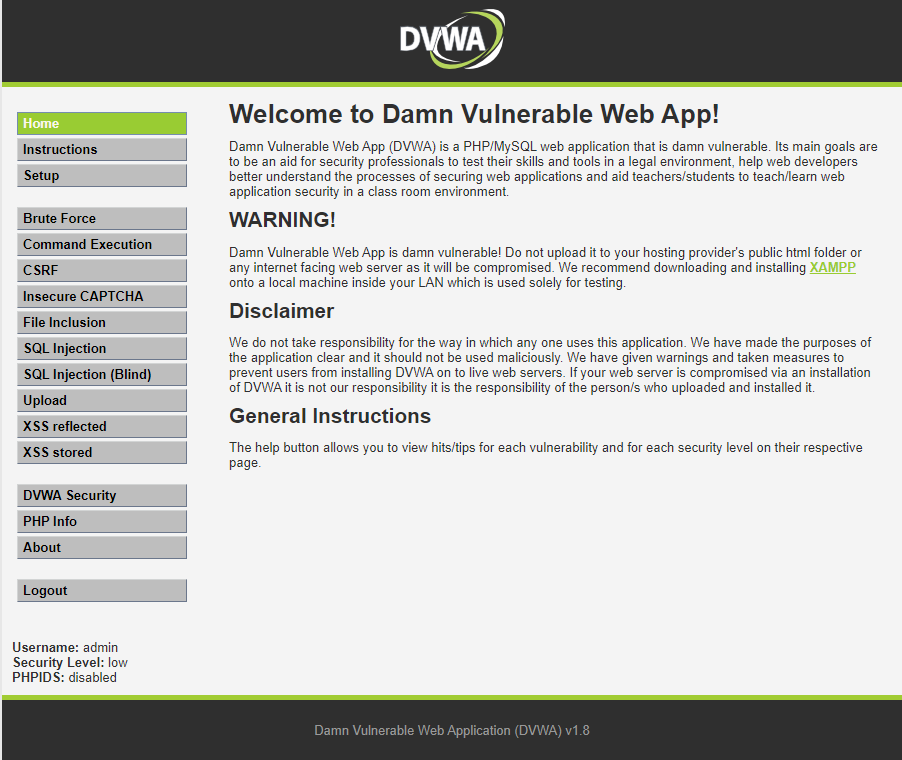 DVWA
Home
Instructions
Setup
Brute Force
Command Execution
CSRF
Insecure CAPTCHA
File Inclusion
SQL Injection
SQL Injection (Blind)
Upload
XSS reflected
XSS stored
DVWA Security
PHP Info
About
Logout
Welcome to Damn Vulnerable Web App!
Damn Vulnerable Web App (DVWA) is a PHP/MySQL web application that is damn vulnerable. Its main goals are
to be an aid for security professionals to test their skills and tools in a legal environment, help web developers
better understand the processes of securing web applications and aid teachers/students to teach/learn web
application security in a class room environment.
WARNING!
Damn Vulnerable Web App is damn vulnerable! Do not upload it to your hosting provider's public html folder or
any internet facing web server as it will be compromised. We recommend downloading and installing XAMPP
onto a local machine inside your LAN which is used solely for testing.
Disclaimer
We do not take responsibility for the way in which any one uses this application. We have made the purposes of
the application clear and it should not be used maliciously. We have given warnings and taken measures to
prevent users from installing DVWA on to live web servers. If your web server is compromised via an installation
of DVWA it is not our responsibility it is the responsibility of the person/s who uploaded and installed it.
General Instructions
The help button allows you to view hits/tips for each vulnerability and for each security level on their respective
page.
Username: admin
Security Level: low
PHPIDS: disabled
Damn Vulnerable Web Application (DVWA) v1.8